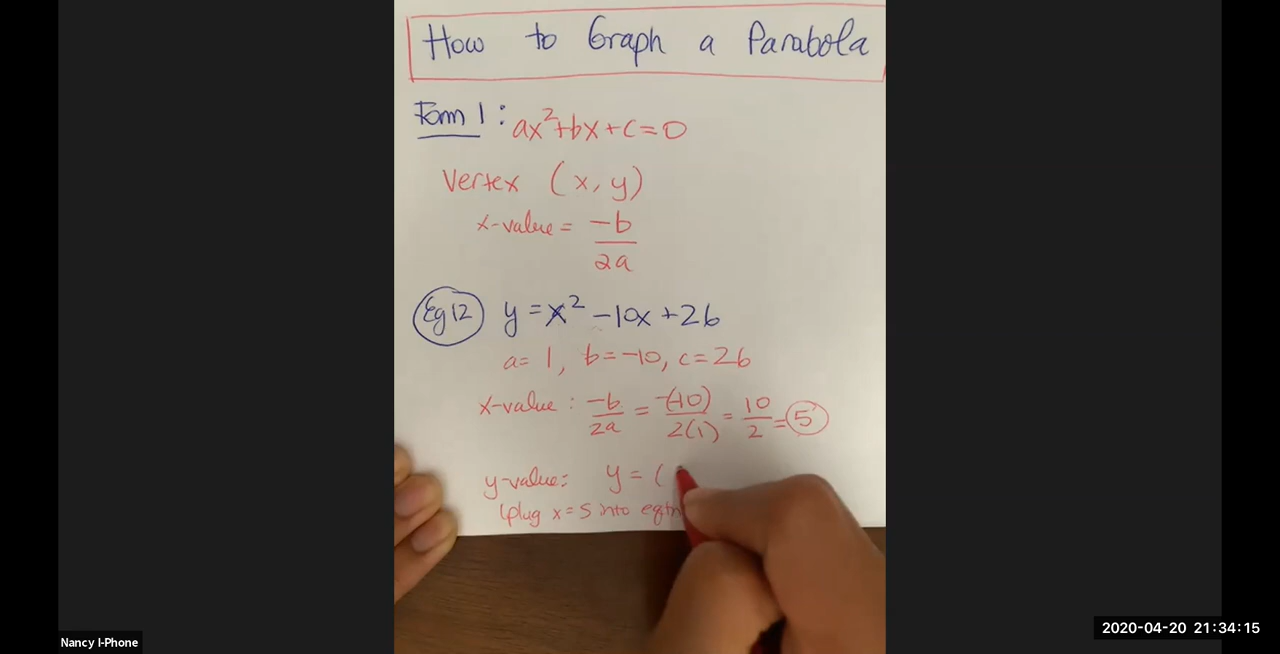 How to Graph a Parabola
Form 1: ax²+bx+c=0
Vertex (x, y)
x-value = -b/2a
Eg 12 y = x² -10x +26
a= 1, b=-10, c=26
x-value: -b/2a = -(-10)/2(1) = 10/2 = 5
y-value: y = (
(plug x=5 into eqtn
Nancy I-Phone
2020-04-20 21:34:15